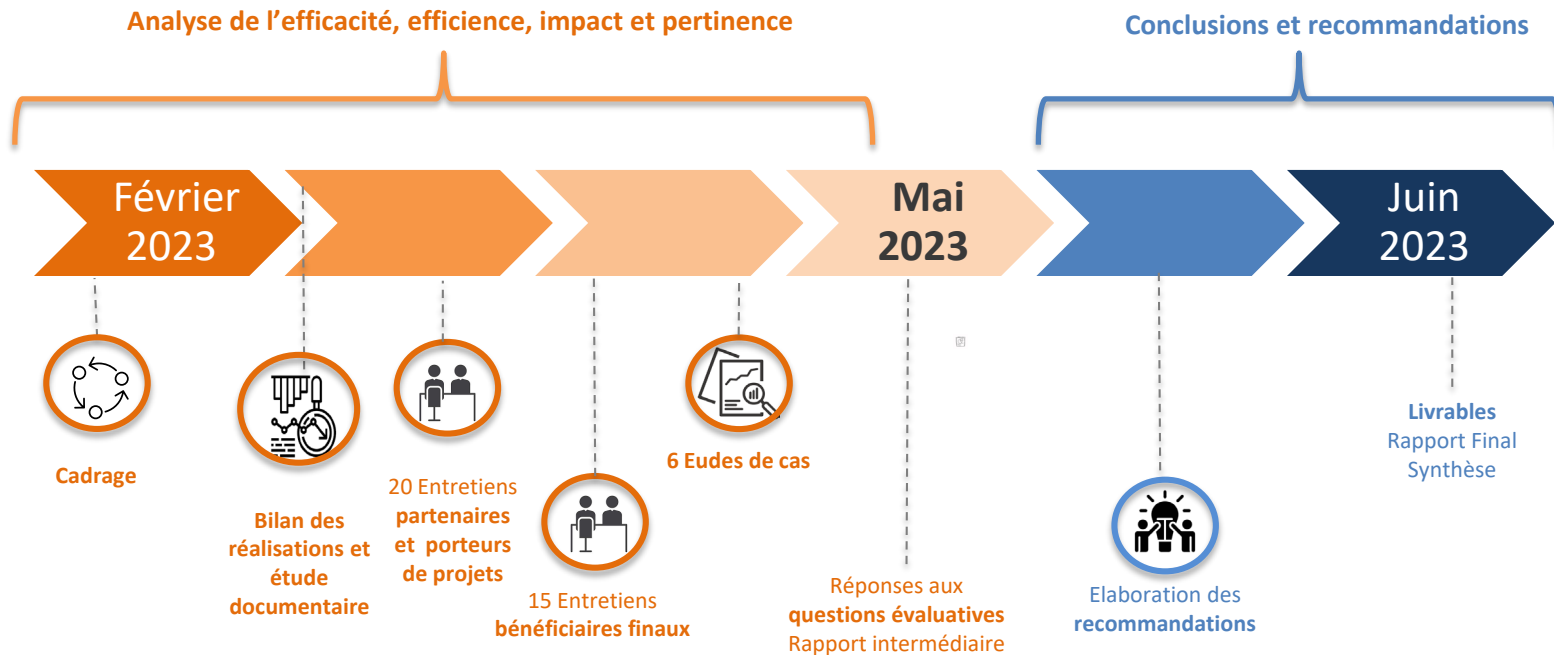 Analyse de l’efficacité, efficience, impact et pertinence
Conclusions et recommandations
Février
2023
Mai
2023
Juin
2023
Cadrage
Bilan des
réalisations et
étude
documentaire
20 Entretiens
partenaires
et porteurs
de projets
15 Entretiens
bénéficiaires finaux
6 Eudes de cas
Réponses aux
questions évaluatives
Rapport intermédiaire
Elaboration des
recommandations
Livrables
Rapport Final
Synthèse